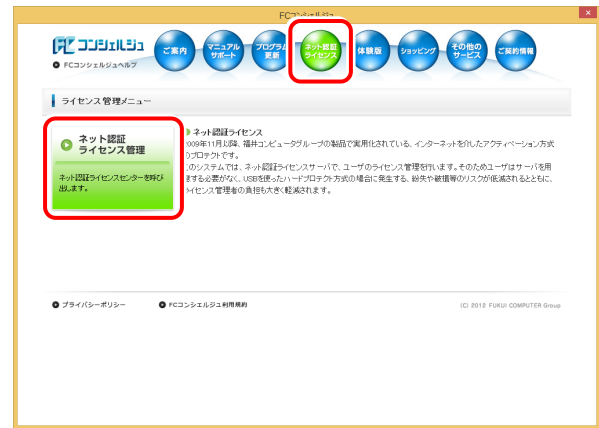 FCコンシェルジュ
FC コンシェルジュ
FCコンシェルジュヘルプ
ご案内
マニュアル
サポート
プログラム
更新
ネット認証
ライセンス
体験版
ショッピング
その他の
サービス
ご契約情報
ライセンス管理メニュー
ネット認証
ライセンス管理
ネット認証ライセンスセンターを呼び
出します。
ネット認証ライセンス
2009年11月以降、福井コンピュータグループの製品で実用化されている、インターネットを介したアクティベーション方式
のプロテクトです。
このシステムでは、ネット認証ライセンスサーバで、ユーザのライセンス管理を行います。そのためユーザはサーバを用
意する必要がなく、USBを使ったハードプロテクト方式の場合に発生する、紛失や破損等のリスクが低減されるとともに、
ライセンス管理者の負担も大きく軽減されます。
プライバシーポリシー
FCコンシェルジュ利用規約
(C) 2012 FUKUI COMPUTER Group